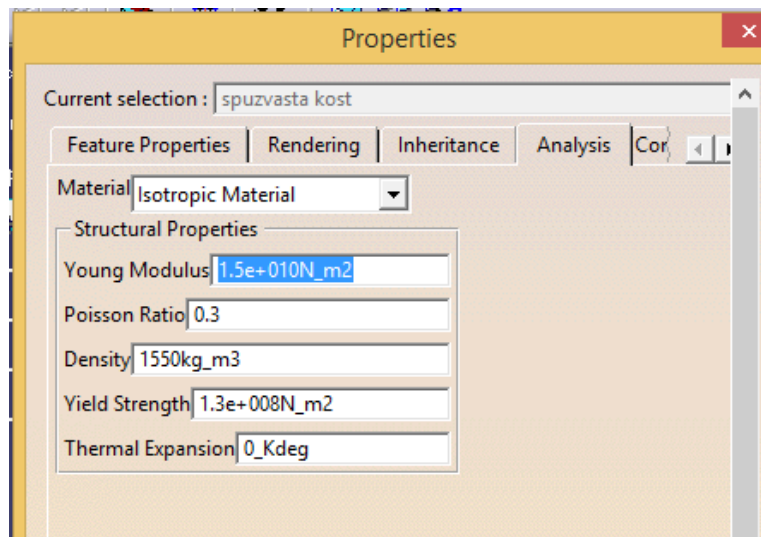 Properties
Current selection : spuzvasta kost
Feature Properties Rendering Inheritance Analysis Cor
Material Isotropic Material
Structural Properties
Young Modulus 1.5e+010N_m2
Poisson Ratio 0.3
Density 1550kg_m3
Yield Strength 1.3e+008N_m2
Thermal Expansion 0_Kdeg